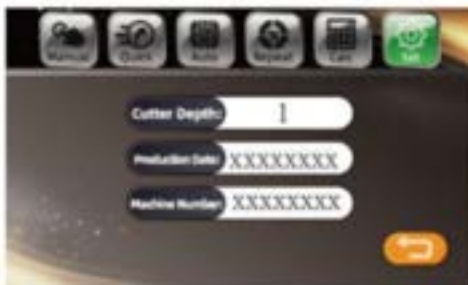 Manual Quick Auto Repeat Calc Set
Cutter Depth: 1
Production Date: XXXXXXXX
Machine Number: XXXXXXXX